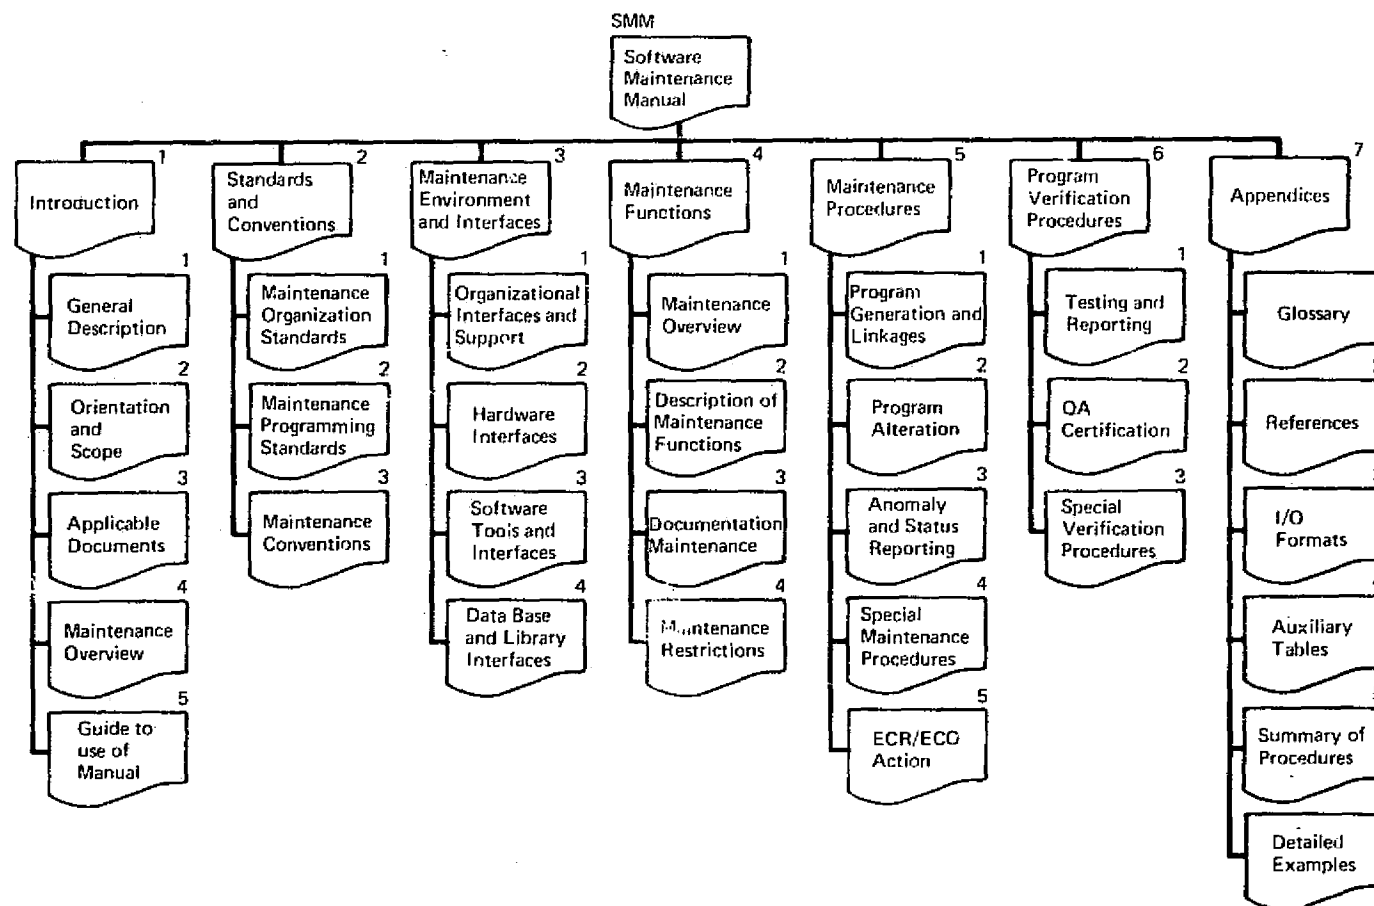 SMM
Software
Maintenance
Manual
1
Introduction
2
Standards
and
Conventions
3
Maintenance
Environment
and Interfaces
4
Maintenance
Functions
5
Maintenance
Procedures
6
Program
Verification
Procedures
7
Appendices
1
General
Description
2
Orientation
and
Scope
3
Applicable
Documents
4
Maintenance
Overview
5
Guide to
use of
Manual
1
Maintenance
Organization
Standards
2
Maintenance
Programming
Standards
3
Maintenance
Conventions
1
Organizational
Interfaces and
Support
2
Hardware
Interfaces
3
Software
Tools and
Interfaces
4
Data Base
and Library
Interfaces
1
Maintenance
Overview
2
Description of
Maintenance
Functions
3
Documentation
Maintenance
4
Maintenance
Restrictions
1
Program
Generation and
Linkages
2
Program
Alteration
3
Anomaly
and Status
Reporting
4
Special
Maintenance
Procedures
5
ECR/ECO
Action
1
Testing and
Reporting
2
QA
Certification
3
Special
Verification
Procedures
Glossary
References
I/O
Formats
Auxiliary
Tables
Summary of
Procedures
Detailed
Examples